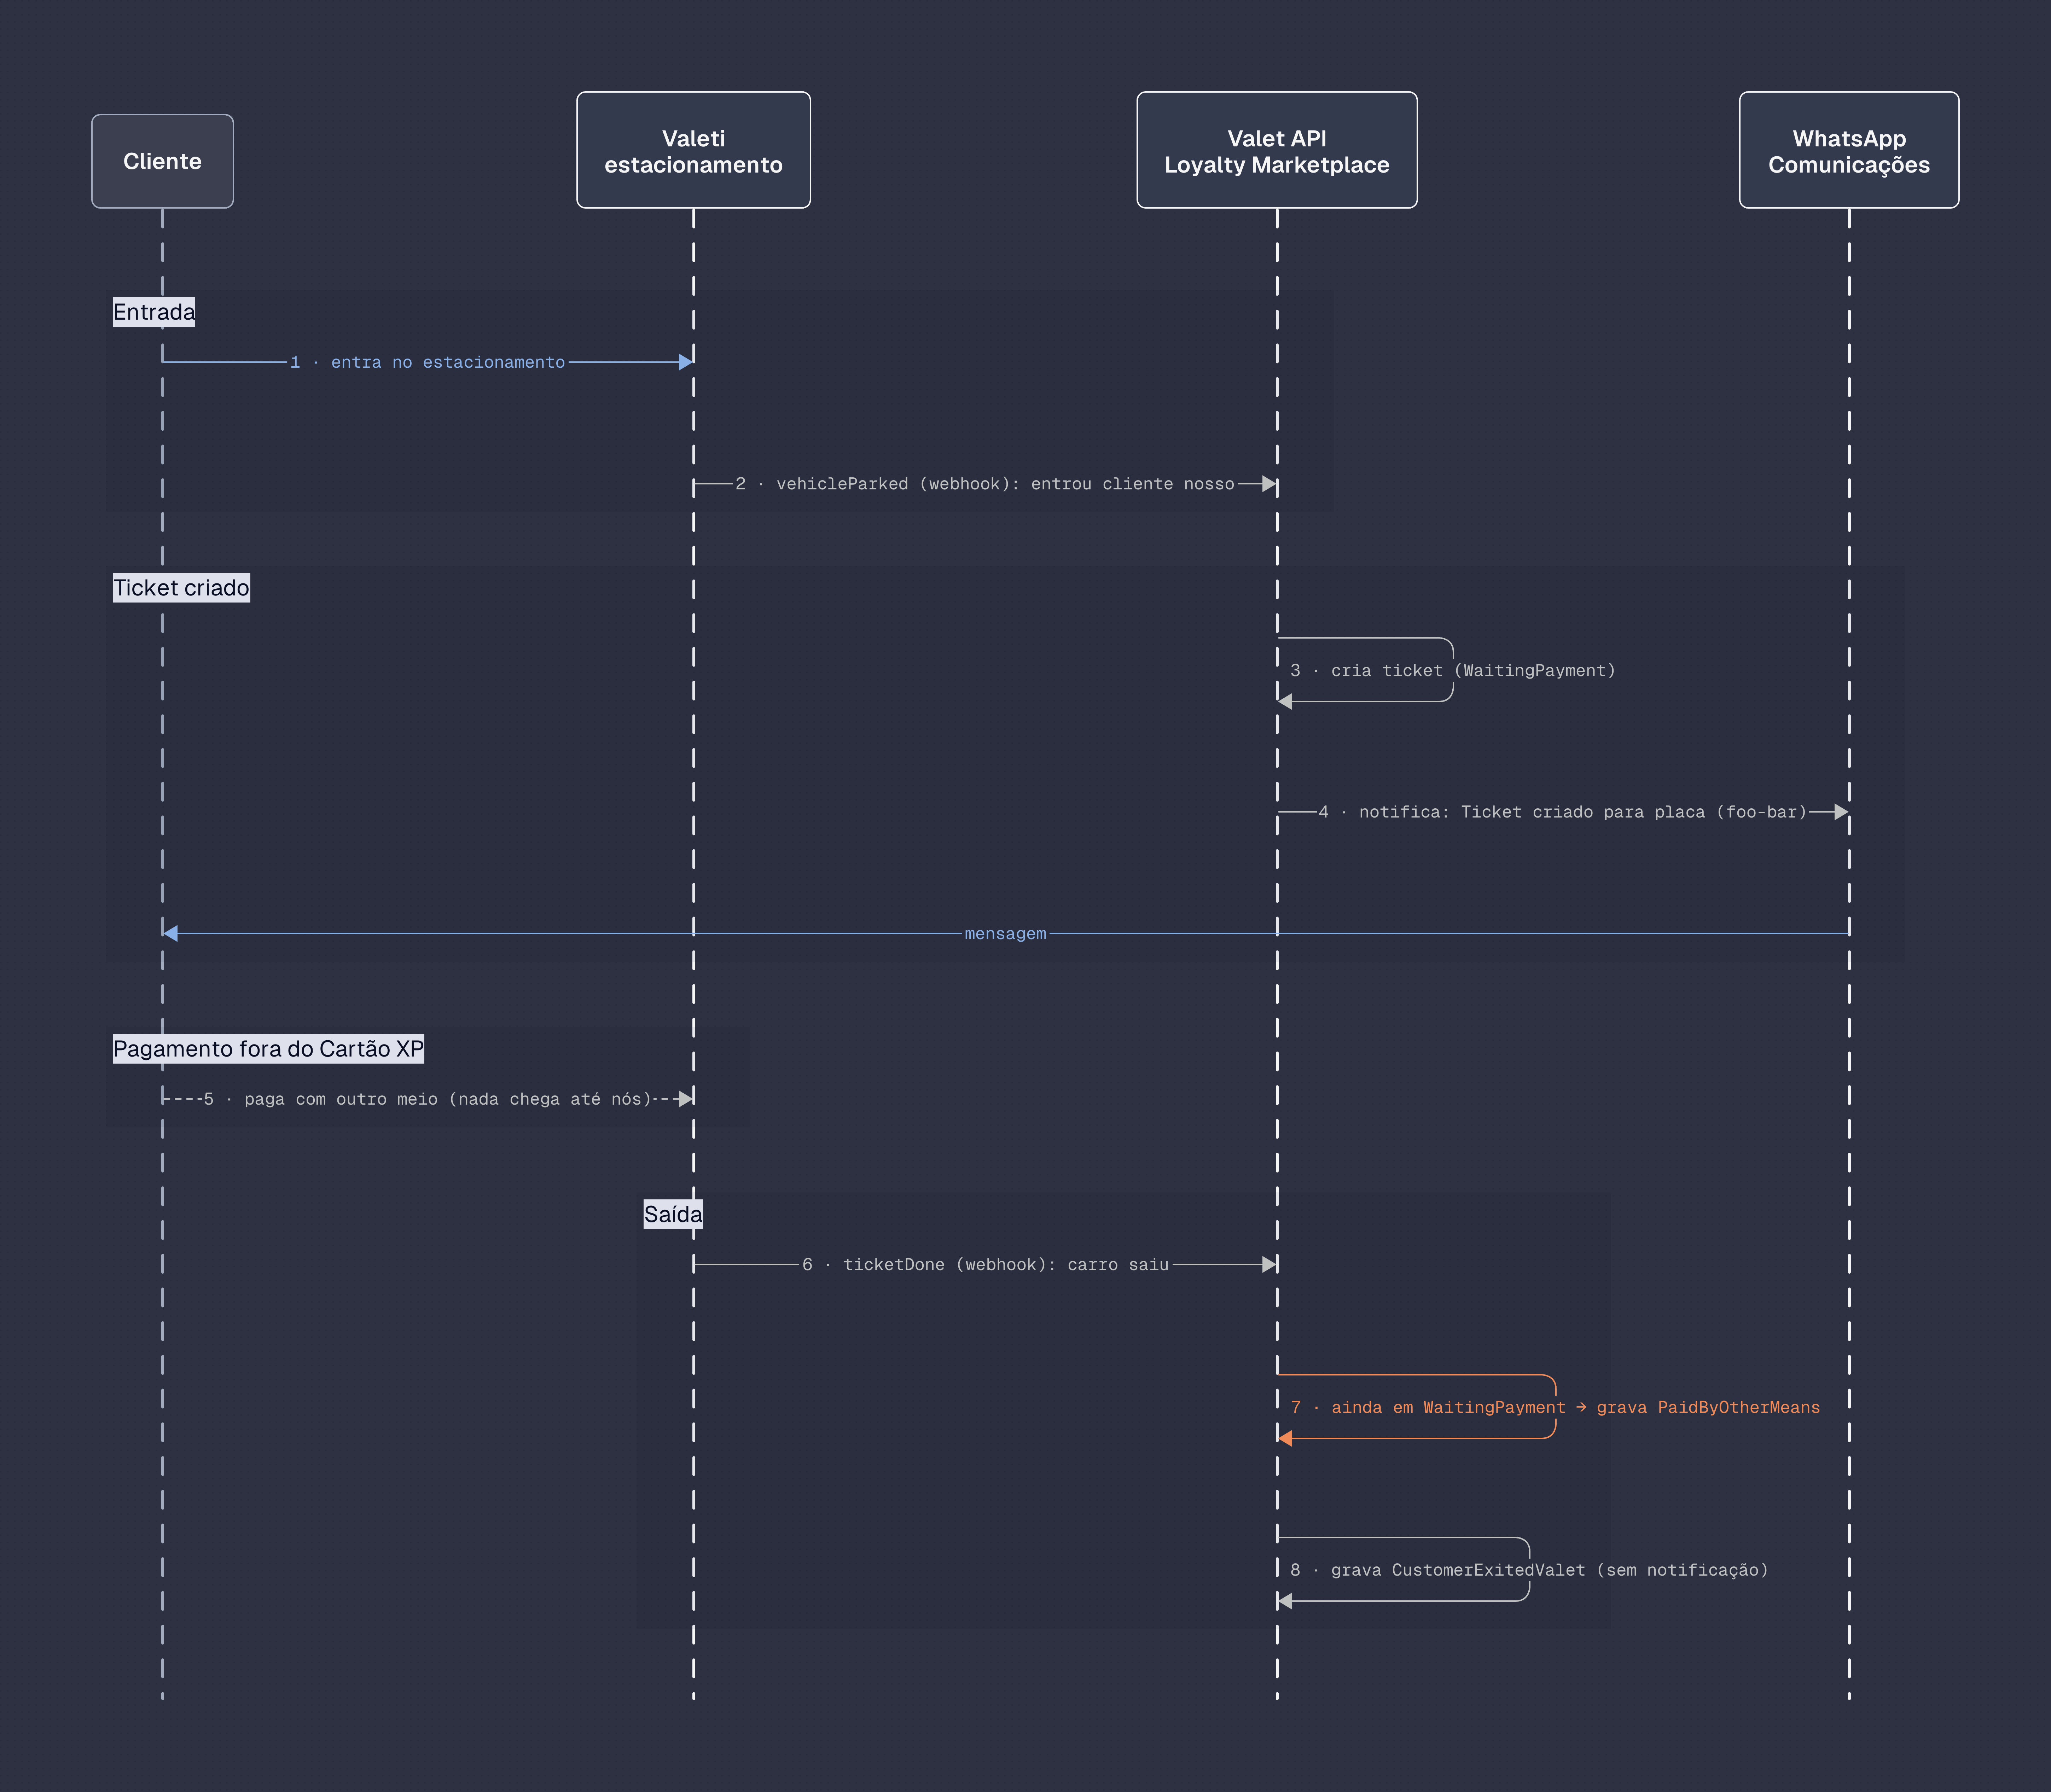 Cliente
Valeti
estacionamento
Valet API
Loyalty Marketplace
WhatsApp
Comunicações
Entrada
1 · entra no estacionamento
2 · vehicleParked (webhook): entrou cliente nosso
Ticket criado
3 · cria ticket (WaitingPayment)
4 · notifica: Ticket criado para placa (foo-bar)
mensagem
Pagamento fora do Cartão XP
5 · paga com outro meio (nada chega até nós)
Saída
6 · ticketDone (webhook): carro saiu
7 · ainda em WaitingPayment → grava PaidByOtherMeans
8 · grava CustomerExitedValet (sem notificação)